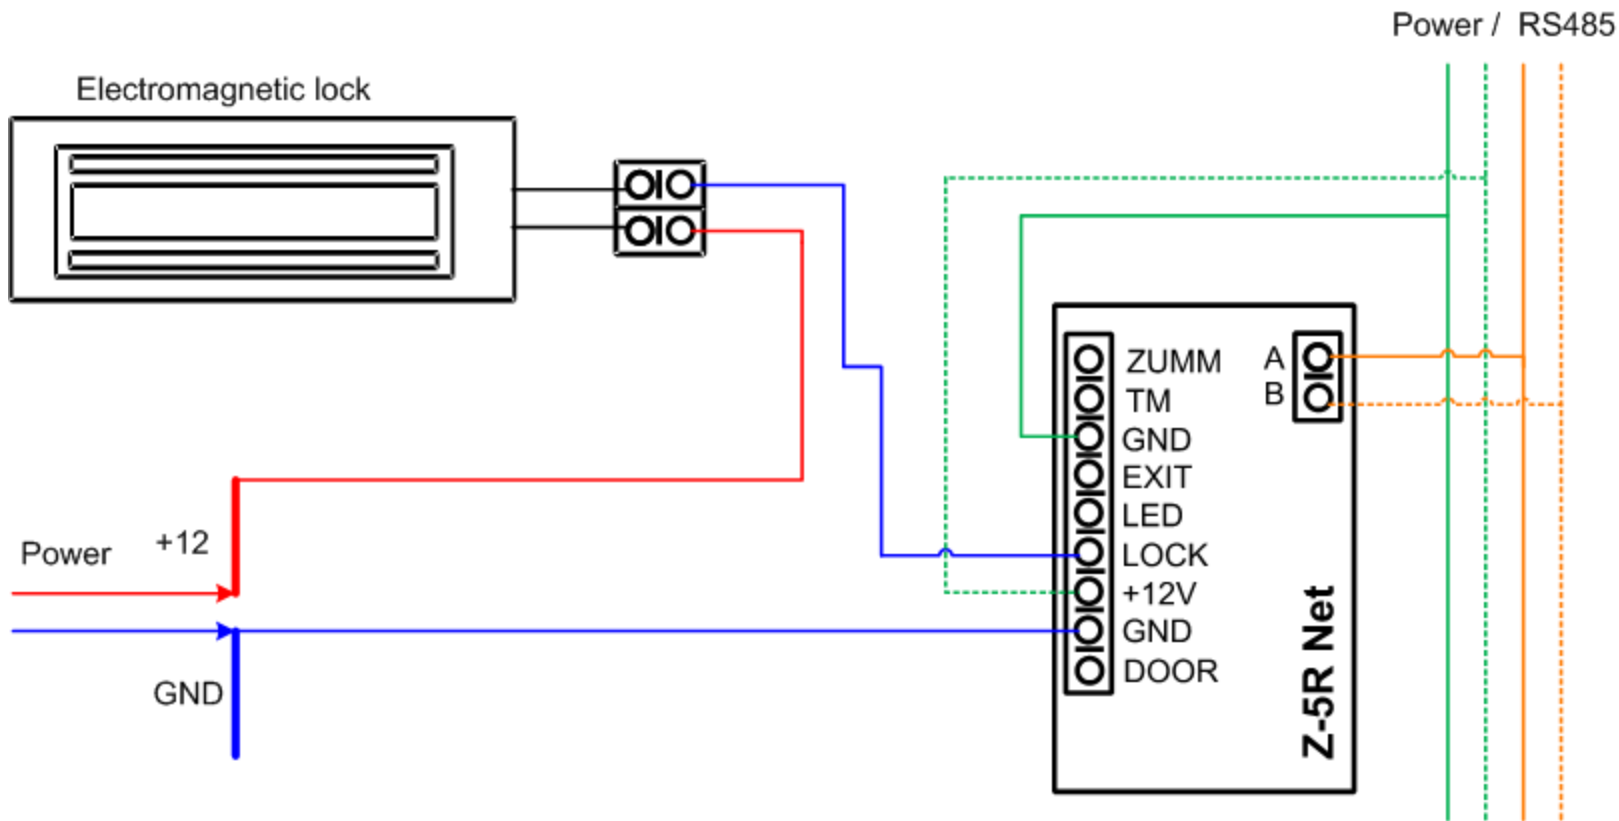 Power / RS485
Electromagnetic lock
ZUMM
TM
GND
EXIT
LED
LOCK
+12V
GND
DOOR
A
B
Z-5R Net
Power
+12
GND